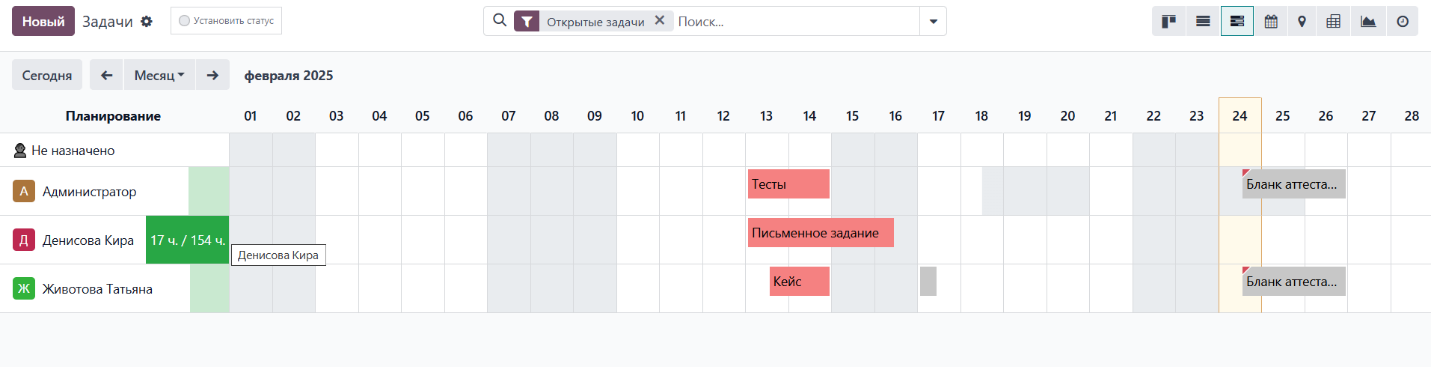 Новый Задачи Установить статус Открытые задачи Поиск...
Сегодня Месяц февраля 2025
Планирование 01 02 03 04 05 06 07 08 09 10 11 12 13 14 15 16 17 18 19 20 21 22 23 24 25 26 27 28
Не назначено
А Администратор Тесты Бланк аттеста...
Д Денисова Кира 17 ч. / 154 ч. Письменное задание
Денисова Кира
Ж Животова Татьяна Кейс Бланк аттеста...